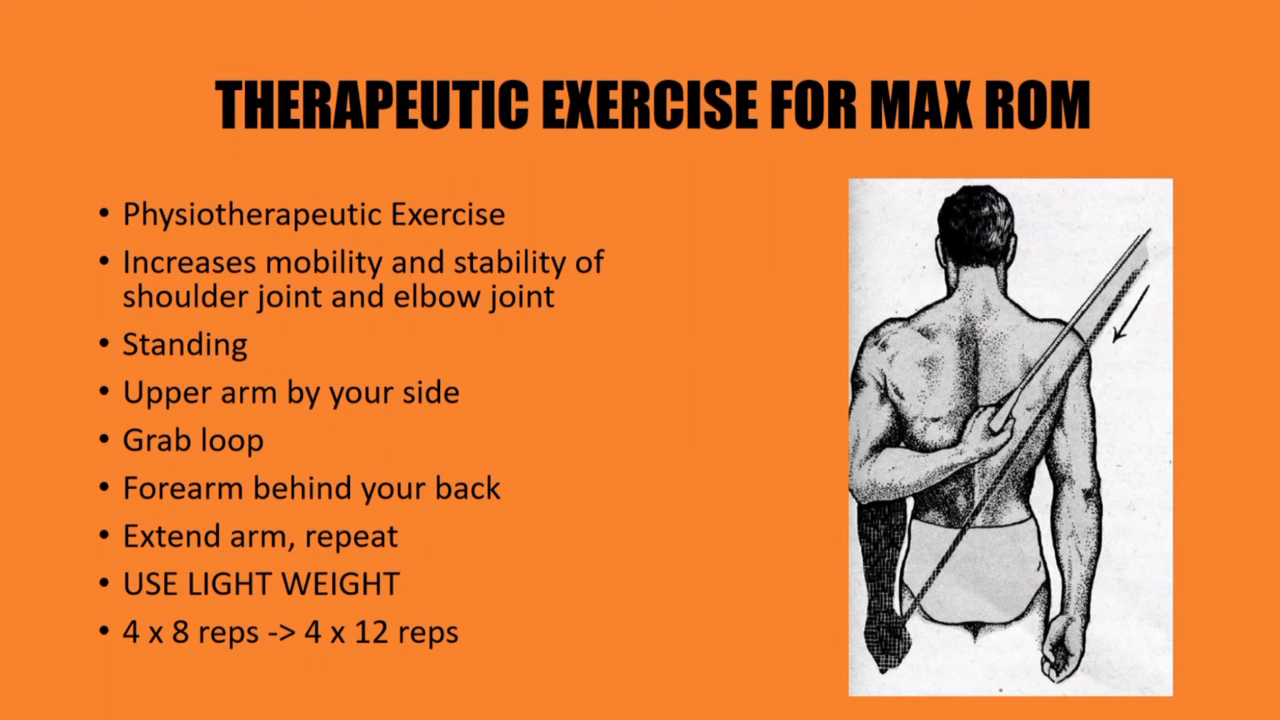 THERAPEUTIC EXERCISE FOR MAX ROM
• Physiotherapeutic Exercise
• Increases mobility and stability of
shoulder joint and elbow joint
• Standing
• Upper arm by your side
• Grab loop
• Forearm behind your back
• Extend arm, repeat
• USE LIGHT WEIGHT
• 4 x 8 reps -> 4 x 12 reps